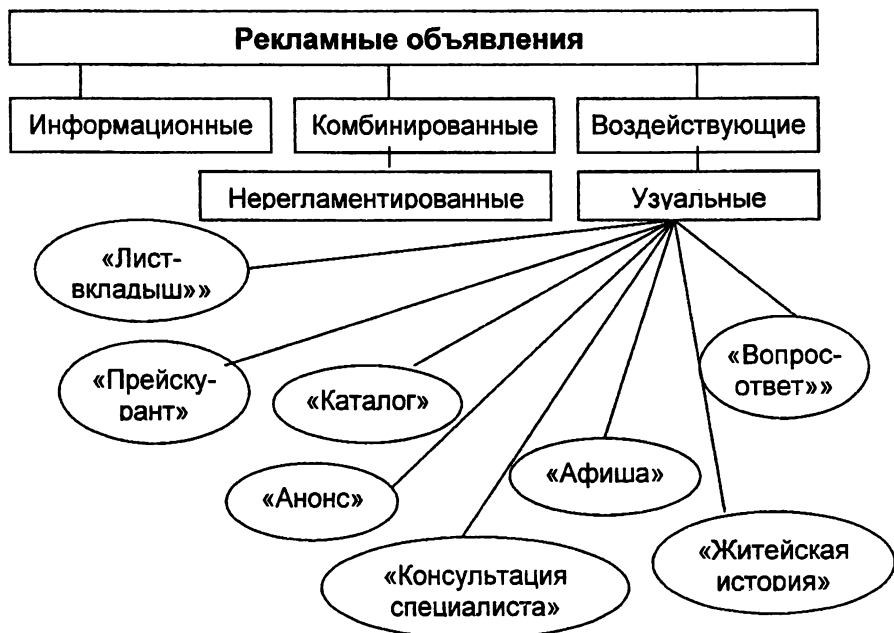 Рекламные объявления
Информационные
Комбинированные
Воздействующие
Нерегламентированные
Узуальные
«Лист-
вкладыш»»
«Прейску-
рант»
«Каталог»
«Вопрос-
ответ»»
«Анонс»
«Афиша»
«Консультация
специалиста»
«Житейская
история»